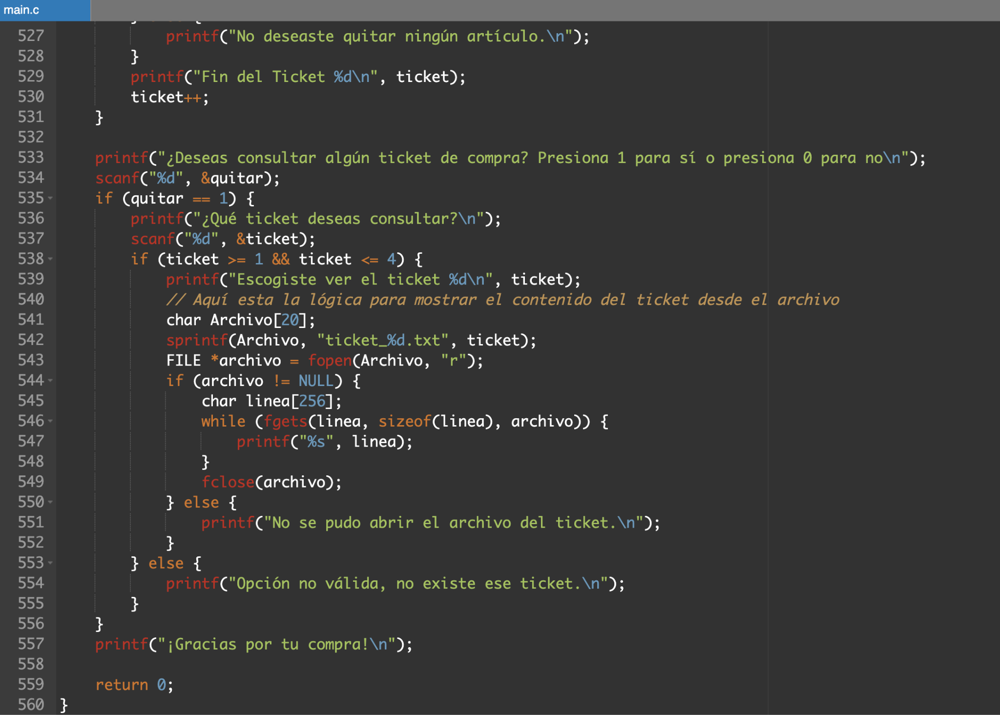 main.c
527 printf("No deseaste quitar ningún artículo.\n");
528 }
529 printf("Fin del Ticket %d\n", ticket);
530 ticket++;
531 }
532
533 printf("¿Deseas consultar algún ticket de compra? Presiona 1 para sí o presiona 0 para no\n");
534 scanf("%d", &quitar);
535 if (quitar == 1) {
536 printf("¿Qué ticket deseas consultar?\n");
537 scanf("%d", &ticket);
538 if (ticket >= 1 && ticket <= 4) {
539 printf("Escogiste ver el ticket %d\n", ticket);
540 // Aquí esta la lógica para mostrar el contenido del ticket desde el archivo
541 char Archivo[20];
542 sprintf(Archivo, "ticket_%d.txt", ticket);
543 FILE *archivo = fopen(Archivo, "r");
544 if (archivo != NULL) {
545 char linea[256];
546 while (fgets(linea, sizeof(linea), archivo)) {
547 printf("%s", linea);
548 }
549 fclose(archivo);
550 } else {
551 printf("No se pudo abrir el archivo del ticket.\n");
552 }
553 } else {
554 printf("Opción no válida, no existe ese ticket.\n");
555 }
556 }
557 printf("¡Gracias por tu compra!\n");
558
559 return 0;
560 }